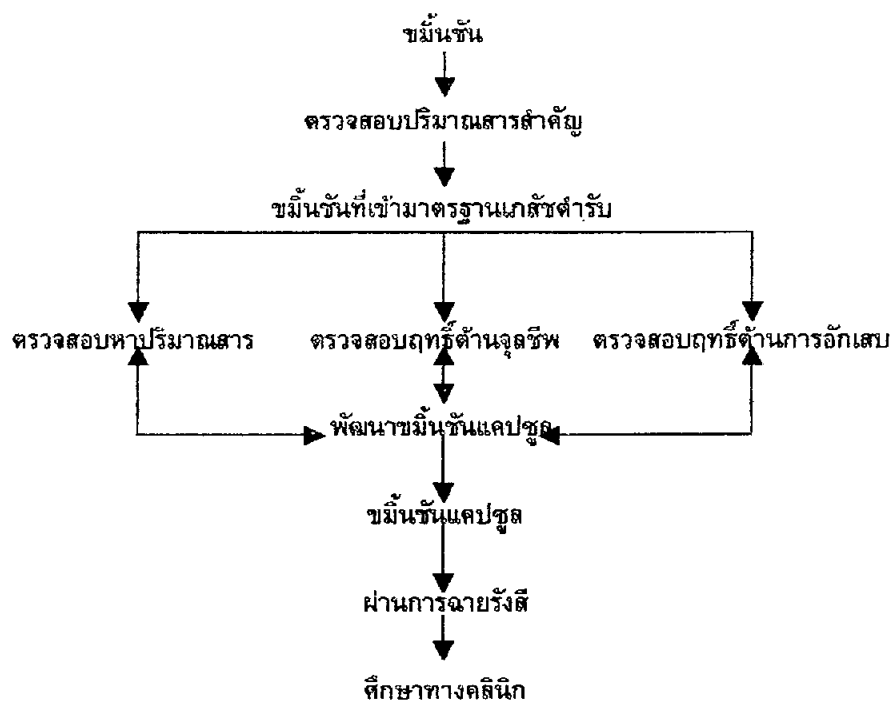 ขมิ้นชัน
ตรวจสอบปริมาณสารสำคัญ
ขมิ้นชันที่เข้ามาตรฐานเภสัชตำรับ
ตรวจสอบหาปริมาณสาร ตรวจสอบฤทธิ์ต้านจุลชีพ ตรวจสอบฤทธิ์ต้านการอักเสบ
พัฒนาขมิ้นชันแคปซูล
ขมิ้นชันแคปซูล
ผ่านการฉายรังสี
ศึกษาทางคลินิก